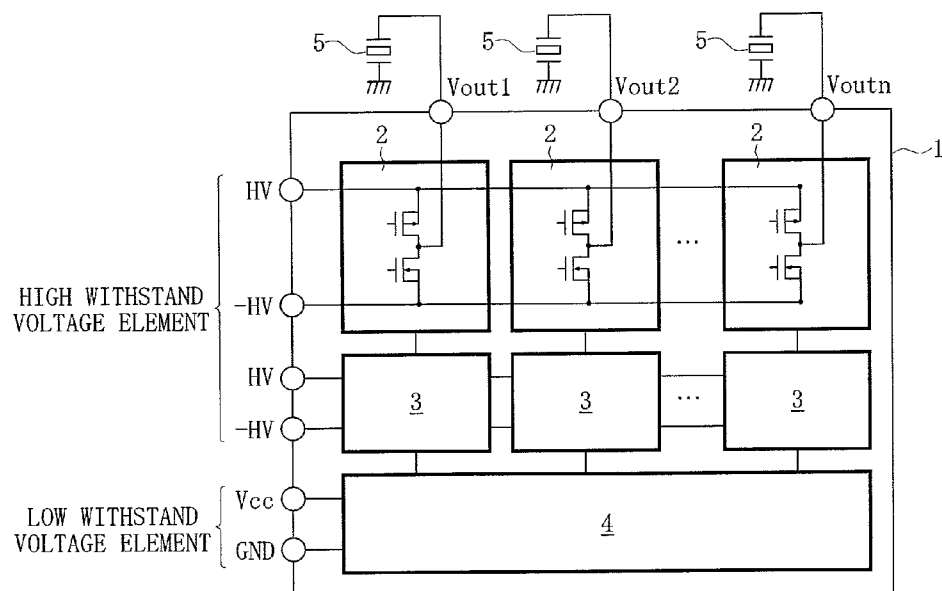 5 5 5
Vout1 Vout2 Voutn
2 2 2 1
HV
-HV
HIGH WITHSTAND
VOLTAGE ELEMENT
HV
-HV
3 3 ... 3
...
Vcc
GND
LOW WITHSTAND
VOLTAGE ELEMENT
4